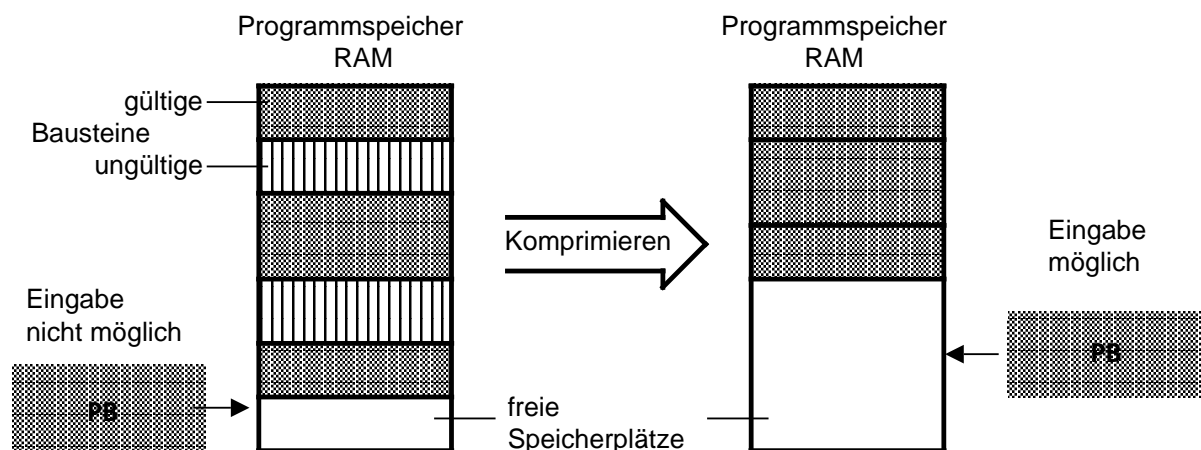 Programmspeicher
RAM
Programmspeicher
RAM
gültige
Bausteine
ungültige
Komprimieren
Eingabe
möglich
Eingabe
nicht möglich
PB
PB
freie
Speicherplätze